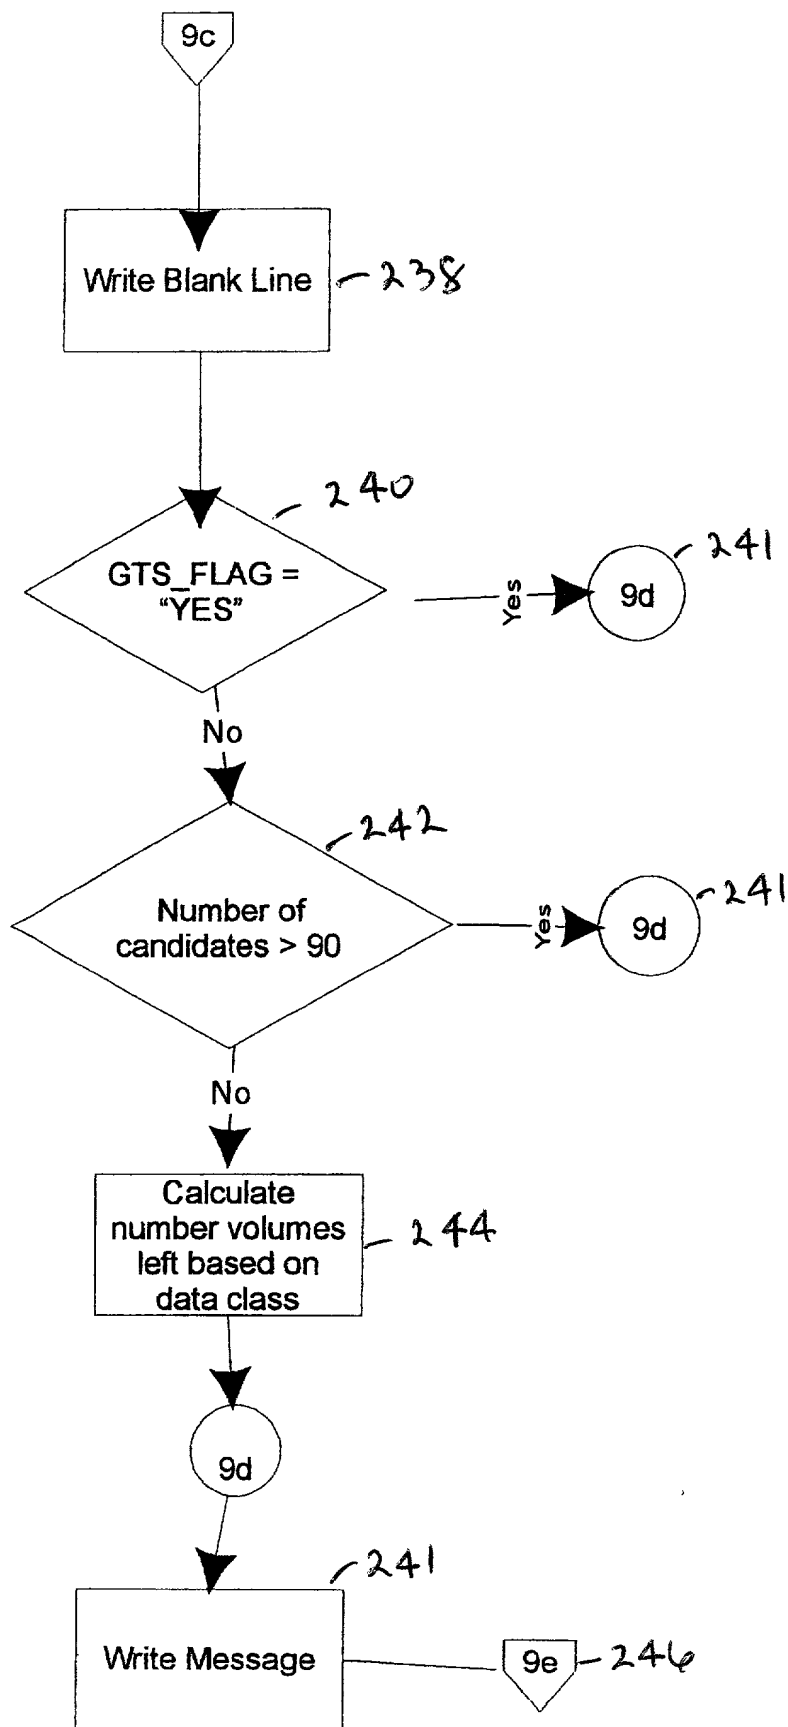 9c
Write Blank Line
238
240
GTS_FLAG =
"YES"
Yes
9d
241
No
242
Number of
candidates > 90
Yes
9d
241
No
Calculate
number volumes
left based on
data class
244
9d
241
Write Message
9e
246